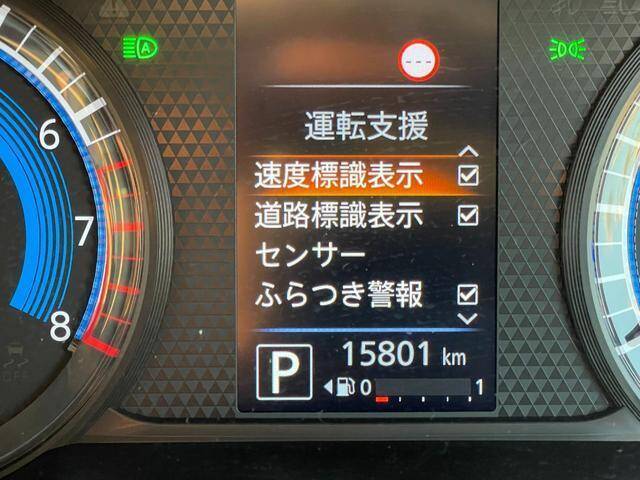 A
---
運転支援
速度標識表示
道路標識表示
センサー
ふらつき警報
6
7
8
OFF
P
15801 km
0 1